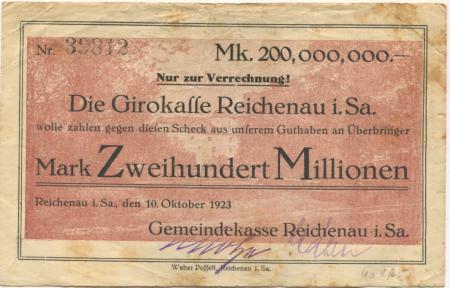 Nr. 39842 Mk. 200,000,000.—
Nur zur Verrechnung!
Die Girokaſſe Reichenau i. Sa.
wolle zahlen gegen dieſen Scheck aus unſerem Guthaben an Überbringer
Mark Zweihundert Millionen
Reichenau i. Sa., den 10. Oktober 1923
Gemeindekasse Reichenau i. Sa.
Walter Poſſelt, Reichenau i. Sa.